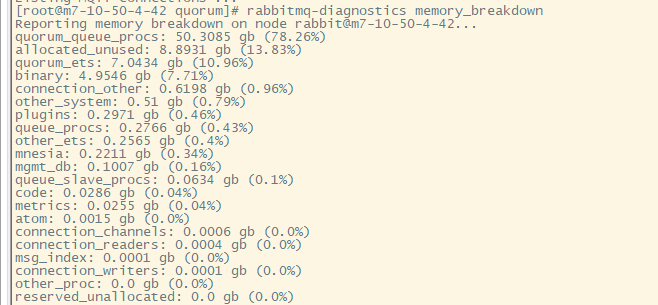 [root@m7-10-50-4-42 quorum]# rabbitmq-diagnostics memory_breakdown
Reporting memory breakdown on node rabbit@m7-10-50-4-42...
quorum_queue_procs: 50.3085 gb (78.26%)
allocated_unused: 8.8931 gb (13.83%)
quorum_ets: 7.0434 gb (10.96%)
binary: 4.9546 gb (7.71%)
connection_other: 0.6198 gb (0.96%)
other_system: 0.51 gb (0.79%)
plugins: 0.2971 gb (0.46%)
queue_procs: 0.2766 gb (0.43%)
other_ets: 0.2565 gb (0.4%)
mnesia: 0.2211 gb (0.34%)
mgmt_db: 0.1007 gb (0.16%)
queue_slave_procs: 0.0634 gb (0.1%)
code: 0.0286 gb (0.04%)
metrics: 0.0255 gb (0.04%)
atom: 0.0015 gb (0.0%)
connection_channels: 0.0006 gb (0.0%)
connection_readers: 0.0004 gb (0.0%)
msg_index: 0.0001 gb (0.0%)
connection_writers: 0.0001 gb (0.0%)
other_proc: 0.0 gb (0.0%)
reserved_unallocated: 0.0 gb (0.0%)